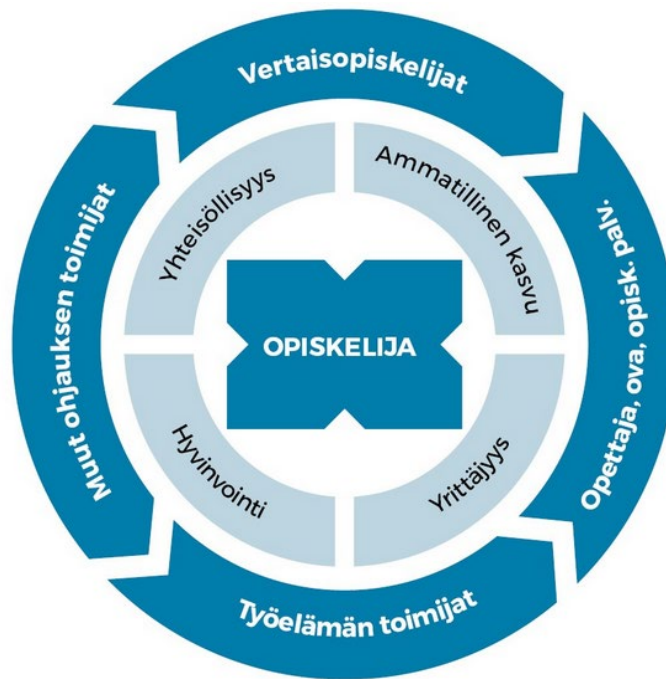 Vertaisopiskelijat
Opettaja, ova, opisk. palv.
Työelämän toimijat
Muut ohjauksen toimijat
Yhteisöllisyys
Ammatillinen kasvu
Yrittäjyys
Hyvinvointi
OPISKELIJA